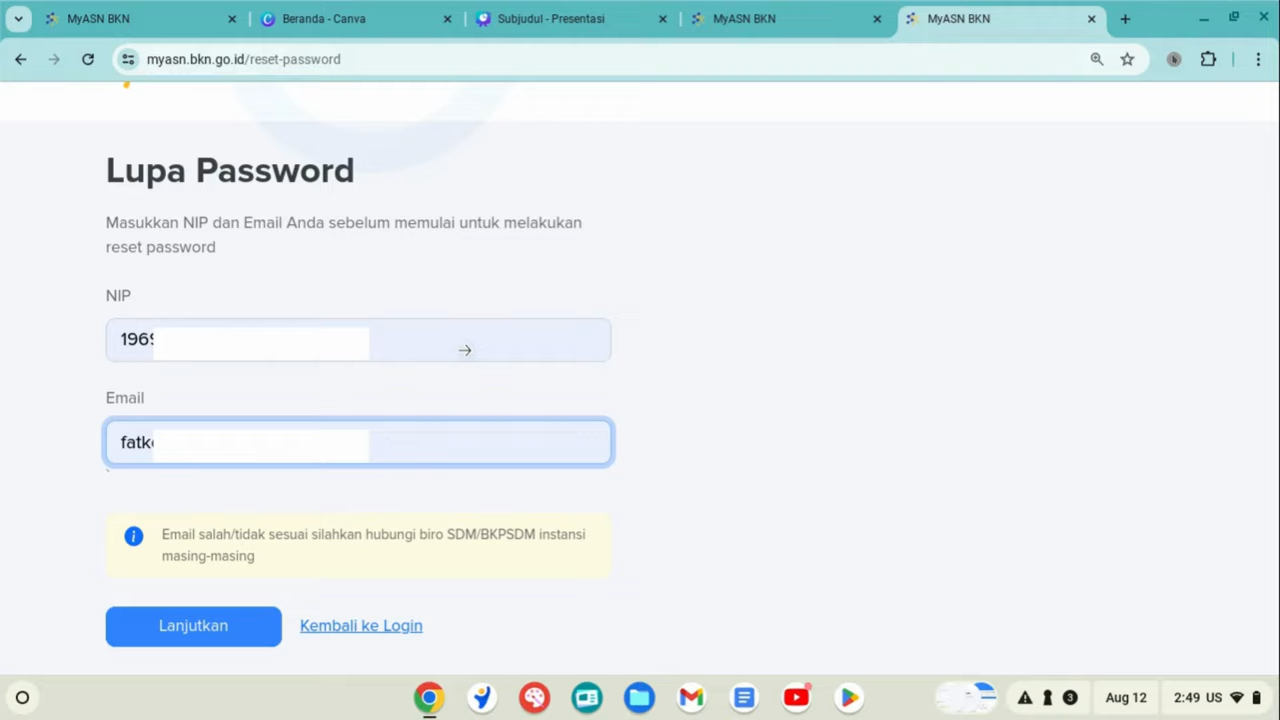 MyASN BKN
Beranda - Canva
Subjudul - Presentasi
MyASN BKN
MyASN BKN
myasn.bkn.go.id/reset-password
Lupa Password
Masukkan NIP dan Email Anda sebelum memulai untuk melakukan
reset password
NIP
1969
Email
fatk
Email salah/tidak sesuai silahkan hubungi biro SDM/BKPSDM instansi
masing-masing
Lanjutkan
Kembali ke Login
3
Aug 12
2:49 US